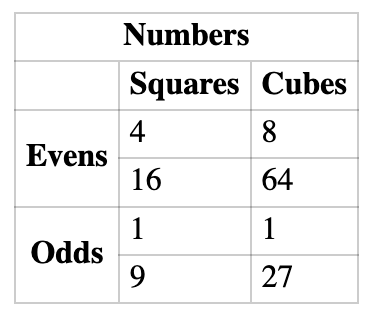 Numbers
Squares Cubes
Evens
4 8
16 64
Odds
1 1
9 27